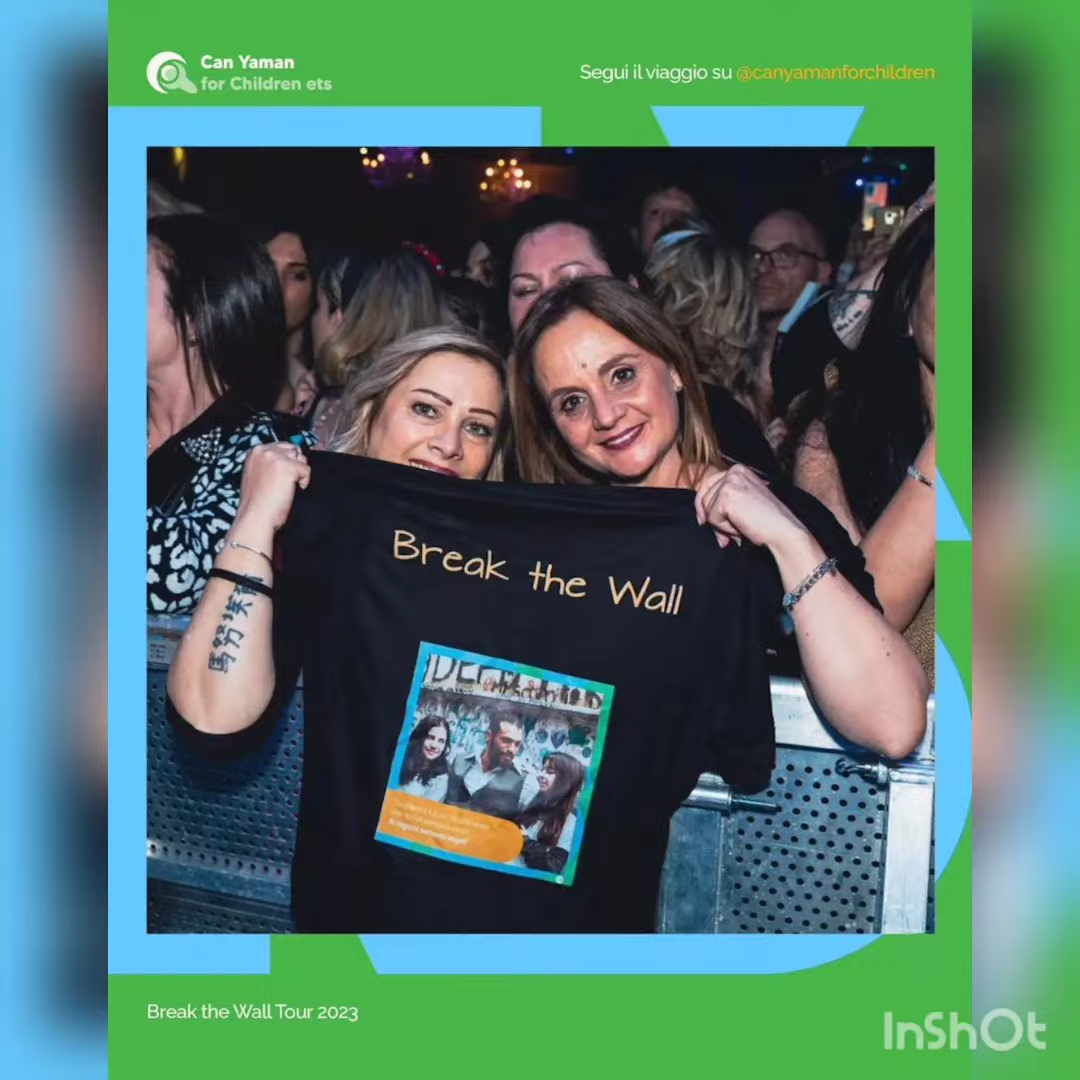 Can Yaman
for Children ets
Segui il viaggio su @canyamanforchildren
Break the Wall
Break the Wall Tour 2023
InShOt